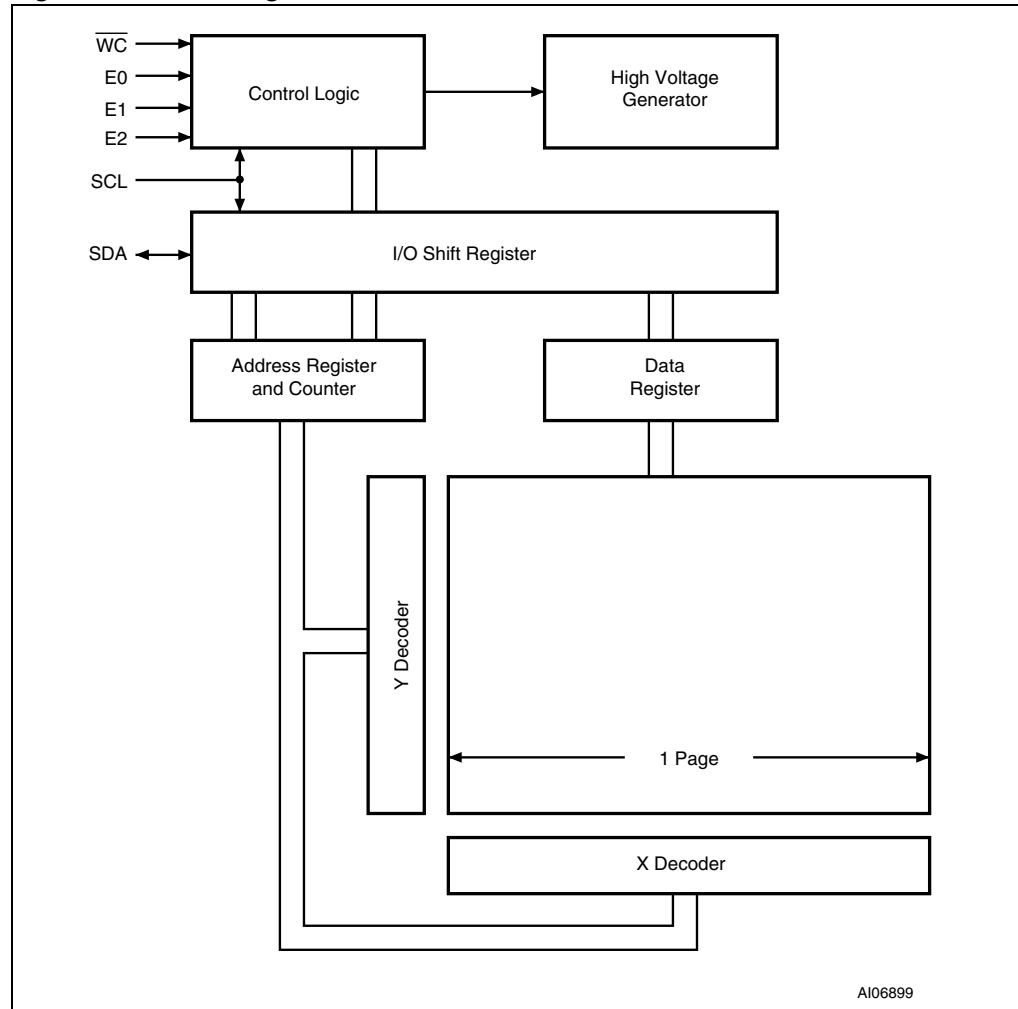 WC
E0
E1
E2
SCL
SDA
Control Logic
High Voltage
Generator
I/O Shift Register
Address Register
and Counter
Data
Register
Y Decoder
1 Page
X Decoder
AI06899